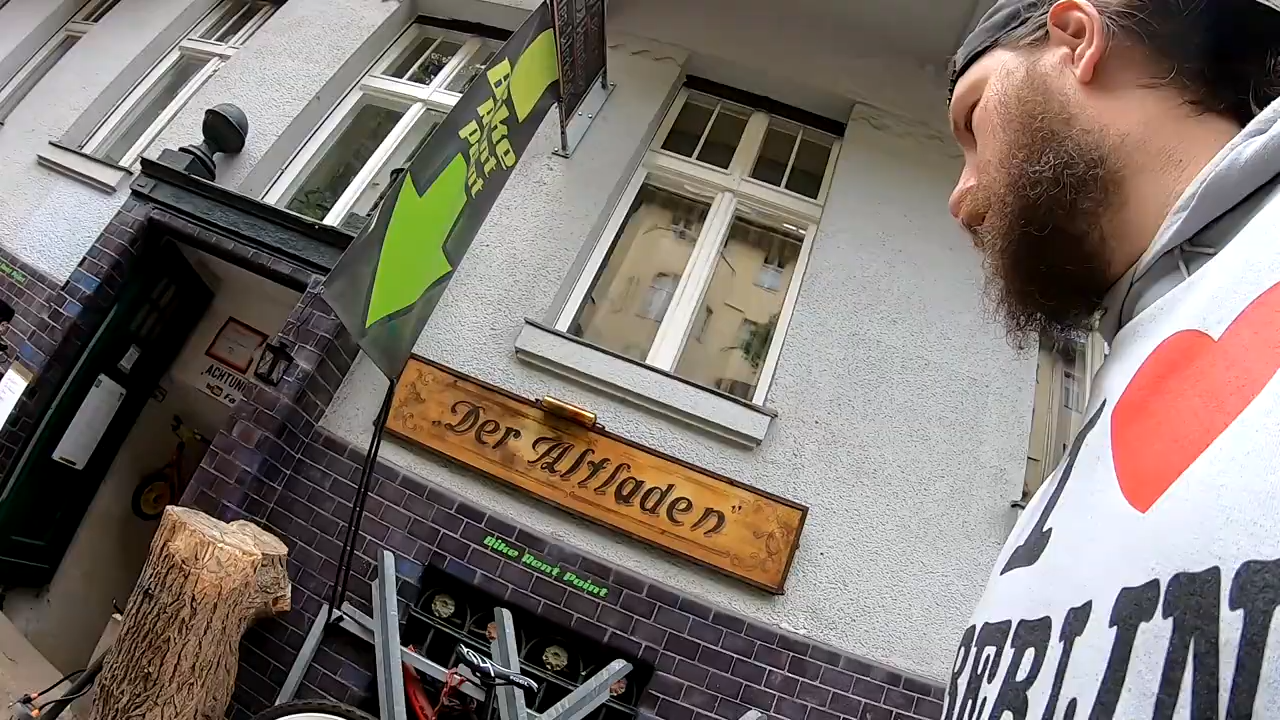 Bike
Rent
Point
ACHTUNG
„Der Altladen“
Bike Rent Point
I
BERLIN